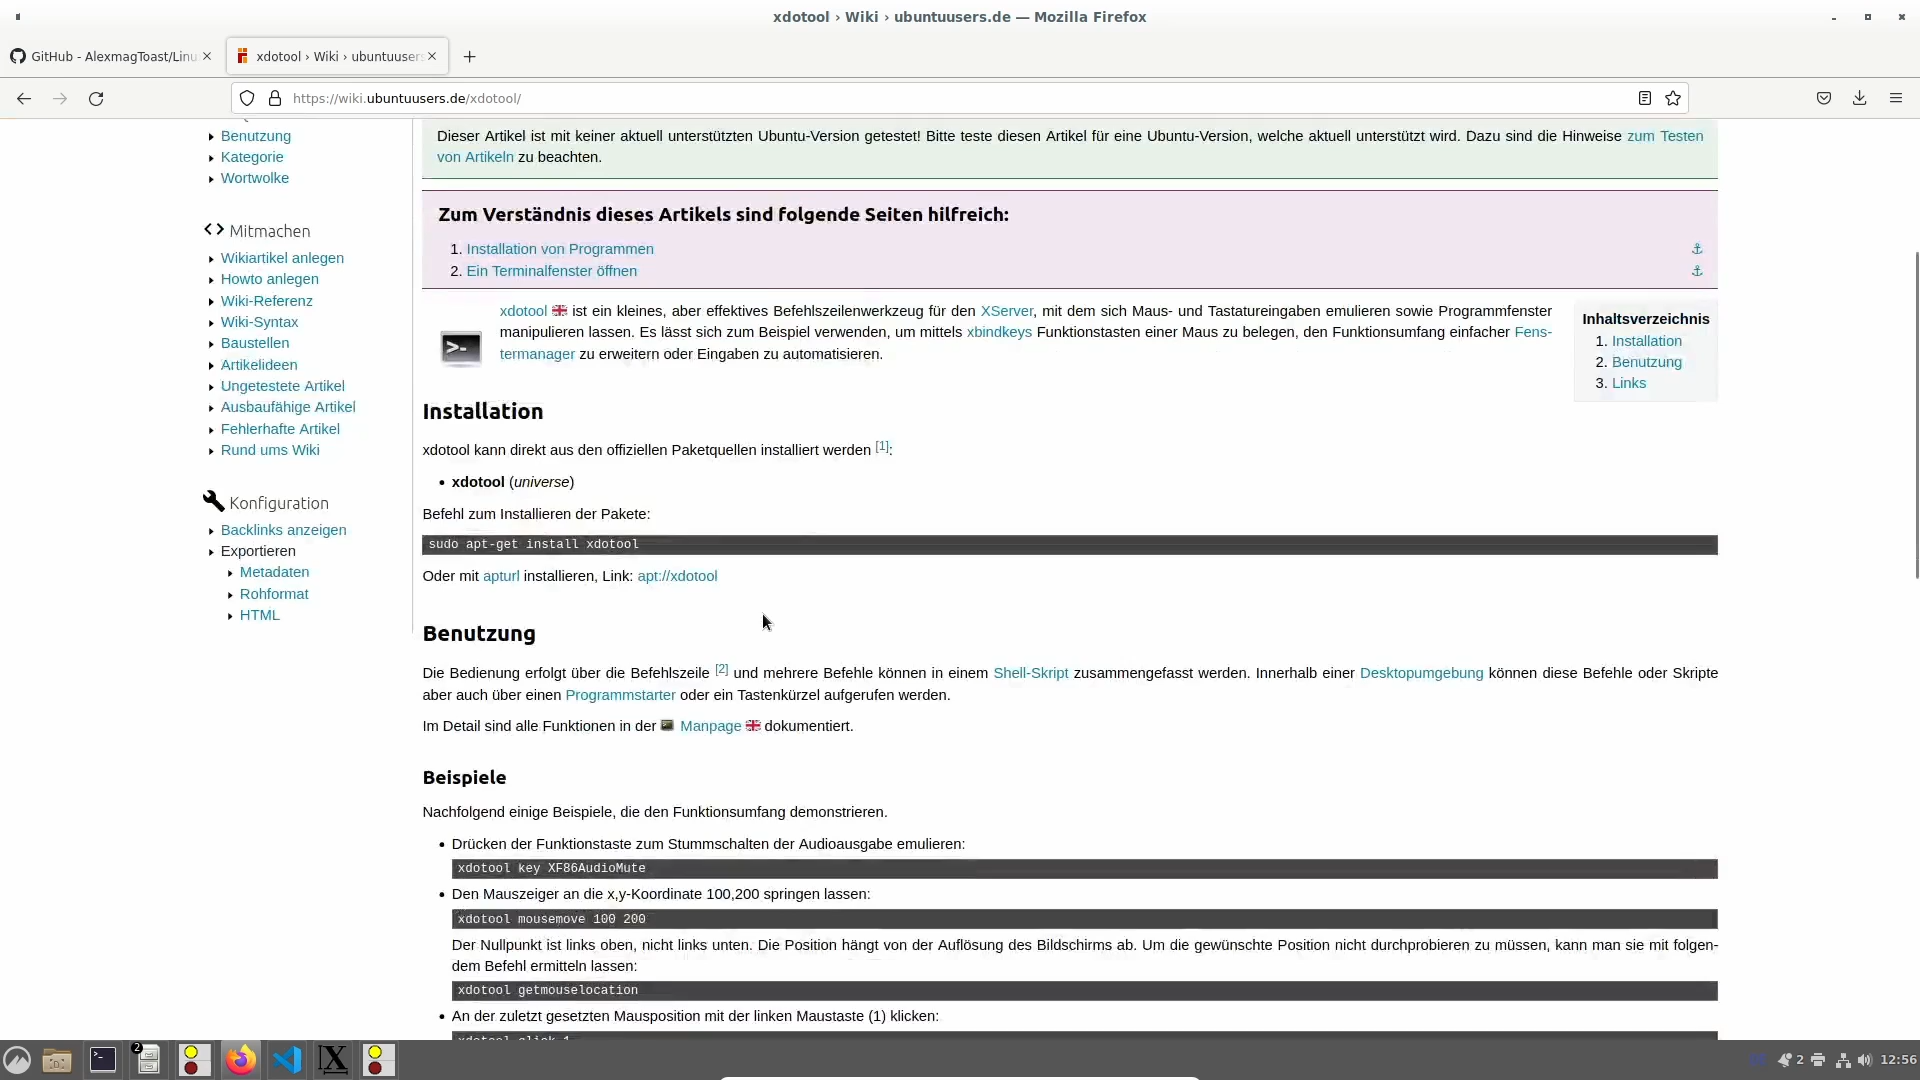 xdotool › Wiki › ubuntuusers.de — Mozilla Firefox
GitHub - AlexmagToast/Linu
xdotool › Wiki › ubuntuusers
https://wiki.ubuntuusers.de/xdotool/
Benutzung
Kategorie
Wortwolke
Mitmachen
Wikiartikel anlegen
Howto anlegen
Wiki-Referenz
Wiki-Syntax
Baustellen
Artikelideen
Ungetestete Artikel
Ausbaufähige Artikel
Fehlerhafte Artikel
Rund ums Wiki
Konfiguration
Backlinks anzeigen
Exportieren
Metadaten
Rohformat
HTML
Dieser Artikel ist mit keiner aktuell unterstützten Ubuntu-Version getestet! Bitte teste diesen Artikel für eine Ubuntu-Version, welche aktuell unterstützt wird. Dazu sind die Hinweise zum Testen
von Artikeln zu beachten.
Zum Verständnis dieses Artikels sind folgende Seiten hilfreich:
1. Installation von Programmen
2. Ein Terminalfenster öffnen
xdotool ist ein kleines, aber effektives Befehlszeilenwerkzeug für den XServer, mit dem sich Maus- und Tastatureingaben emulieren sowie Programmfenster
manipulieren lassen. Es lässt sich zum Beispiel verwenden, um mittels xbindkeys Funktionstasten einer Maus zu belegen, den Funktionsumfang einfacher Fens-
termanager zu erweitern oder Eingaben zu automatisieren.
Inhaltsverzeichnis
1. Installation
2. Benutzung
3. Links
Installation
xdotool kann direkt aus den offiziellen Paketquellen installiert werden [1]:
• xdotool (universe)
Befehl zum Installieren der Pakete:
sudo apt-get install xdotool
Oder mit apturl installieren, Link: apt://xdotool
Benutzung
Die Bedienung erfolgt über die Befehlszeile [2] und mehrere Befehle können in einem Shell-Skript zusammengefasst werden. Innerhalb einer Desktopumgebung können diese Befehle oder Skripte
aber auch über einen Programmstarter oder ein Tastenkürzel aufgerufen werden.
Im Detail sind alle Funktionen in der Manpage dokumentiert.
Beispiele
Nachfolgend einige Beispiele, die den Funktionsumfang demonstrieren.
• Drücken der Funktionstaste zum Stummschalten der Audioausgabe emulieren:
xdotool key XF86AudioMute
• Den Mauszeiger an die x,y-Koordinate 100,200 springen lassen:
xdotool mousemove 100 200
Der Nullpunkt ist links oben, nicht links unten. Die Position hängt von der Auflösung des Bildschirms ab. Um die gewünschte Position nicht durchprobieren zu müssen, kann man sie mit folgen-
dem Befehl ermitteln lassen:
xdotool getmouselocation
• An der zuletzt gesetzten Mausposition mit der linken Maustaste (1) klicken:
xdotool click 1
2
2
12:56